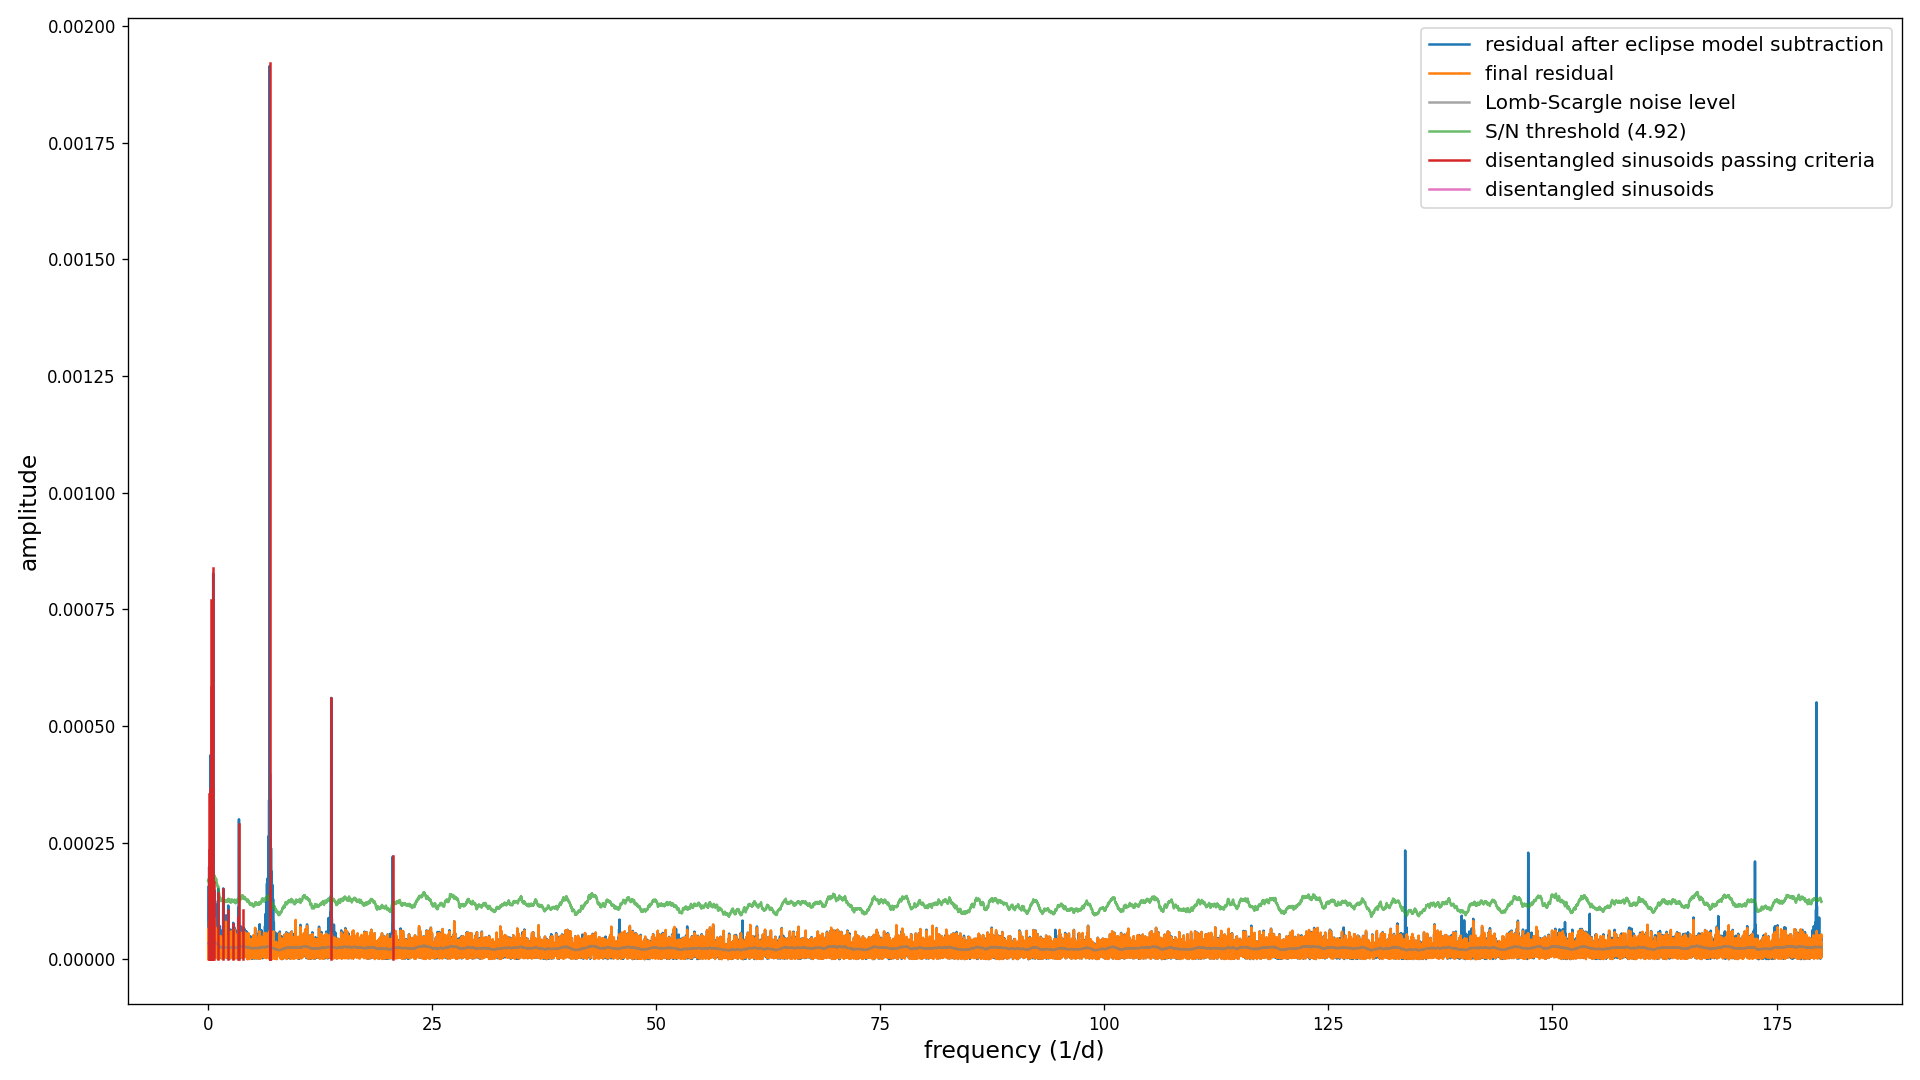 0.00200
0.00175
0.00150
0.00125
0.00100
0.00075
0.00050
0.00025
0.00000
amplitude
residual after eclipse model subtraction
final residual
Lomb-Scargle noise level
S/N threshold (4.92)
disentangled sinusoids passing criteria
disentangled sinusoids
0 25 50 75 100 125 150 175
frequency (1/d)